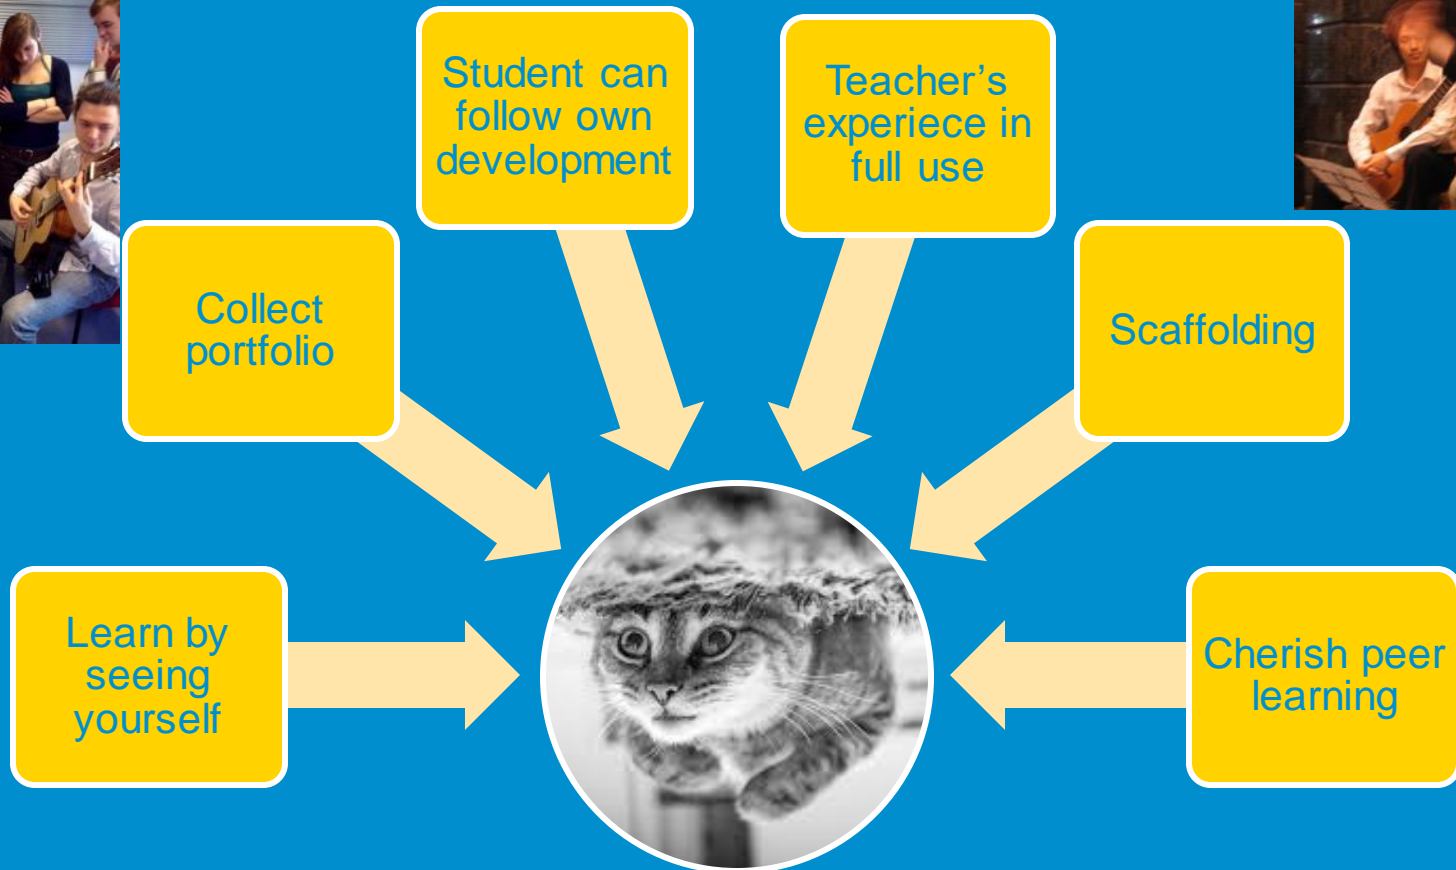 Student can
follow own
development
Teacher’s
experiece in
full use
Collect
portfolio
Scaffolding
Learn by
seeing
yourself
Cherish peer
learning